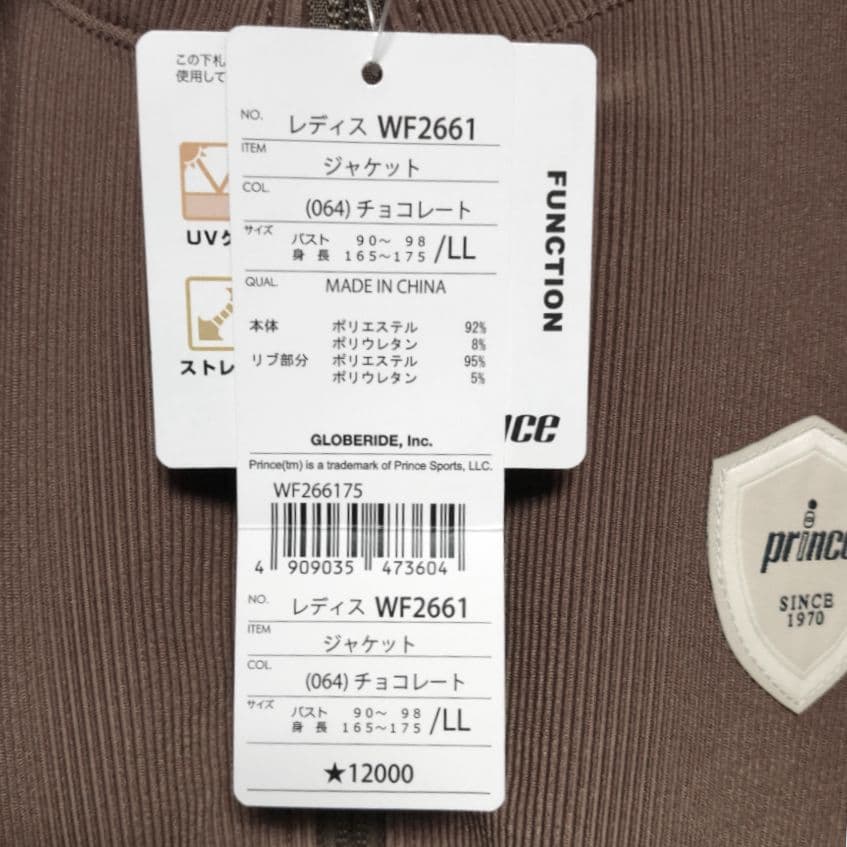 この下札
使用して
UVケ
ストレ
FUNCTION
NO. レディス WF2661
ITEM ジャケット
COL. (064) チョコレート
サイズ バスト 90～ 98
身長 165～175 /LL
QUAL. MADE IN CHINA
本体 ポリエステル 92%
ポリウレタン 8%
リブ部分 ポリエステル 95%
ポリウレタン 5%
GLOBERIDE, Inc.
Prince(tm) is a trademark of Prince Sports, LLC.
WF266175
4 909035 473604
NO. レディス WF2661
ITEM ジャケット
COL. (064) チョコレート
サイズ バスト 90～ 98
身長 165～175 /LL
★12000
prince
SINCE
1970